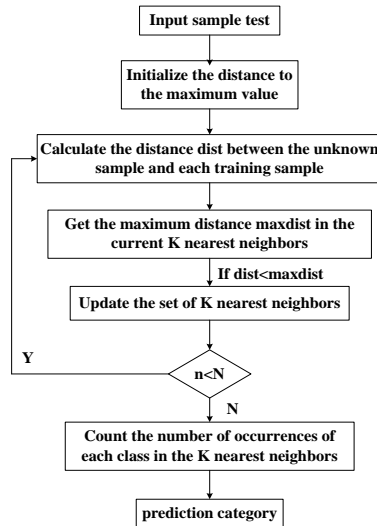 Input sample test
Initialize the distance to
the maximum value
Calculate the distance dist between the unknown
sample and each training sample
Get the maximum distance maxdist in the
current K nearest neighbors
If dist<maxdist
Update the set of K nearest neighbors
Y
n<N
N
Count the number of occurrences of
each class in the K nearest neighbors
prediction category